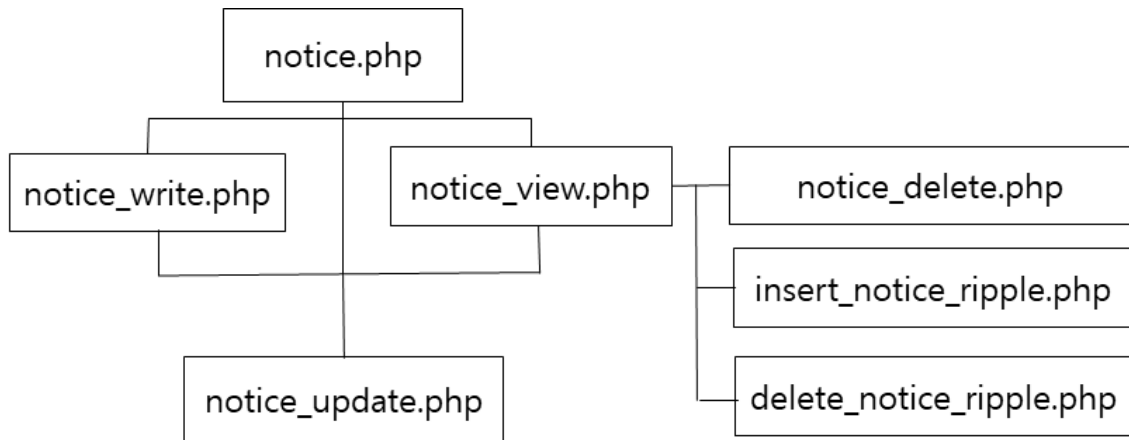 notice.php
notice_write.php
notice_view.php
notice_delete.php
insert_notice_ripple.php
delete_notice_ripple.php
notice_update.php